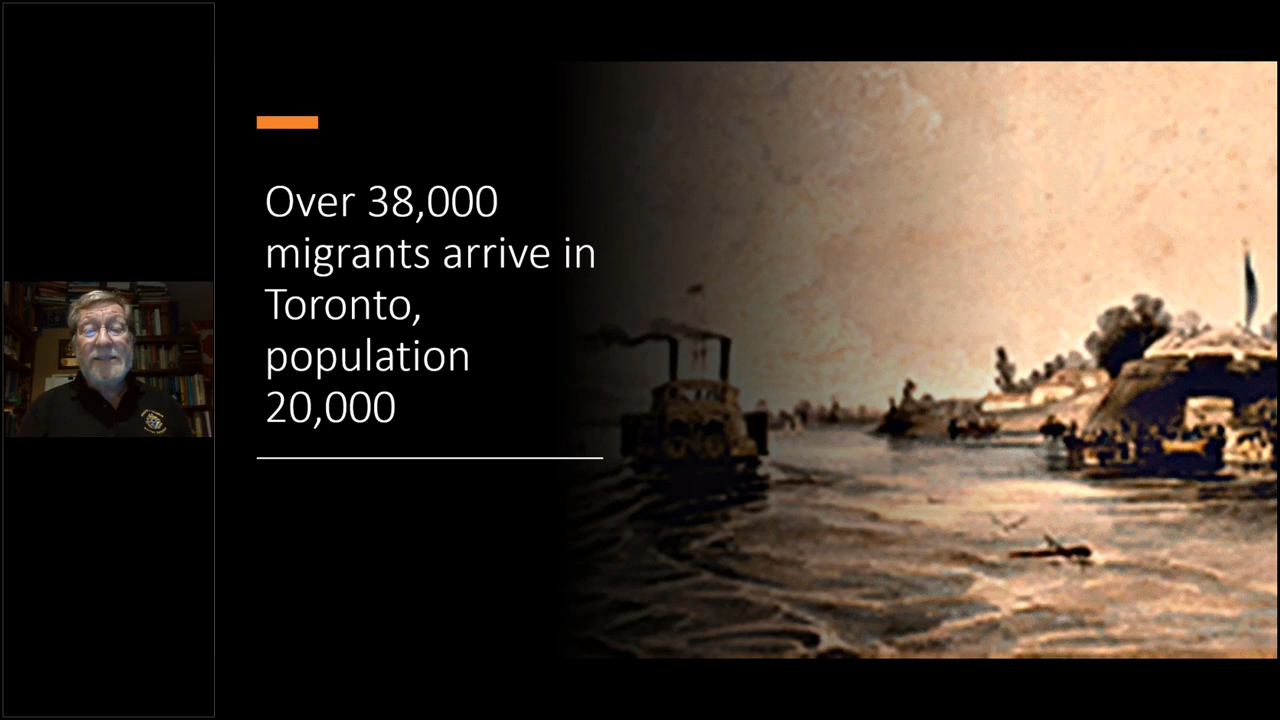 Over 38,000
migrants arrive in
Toronto,
population
20,000